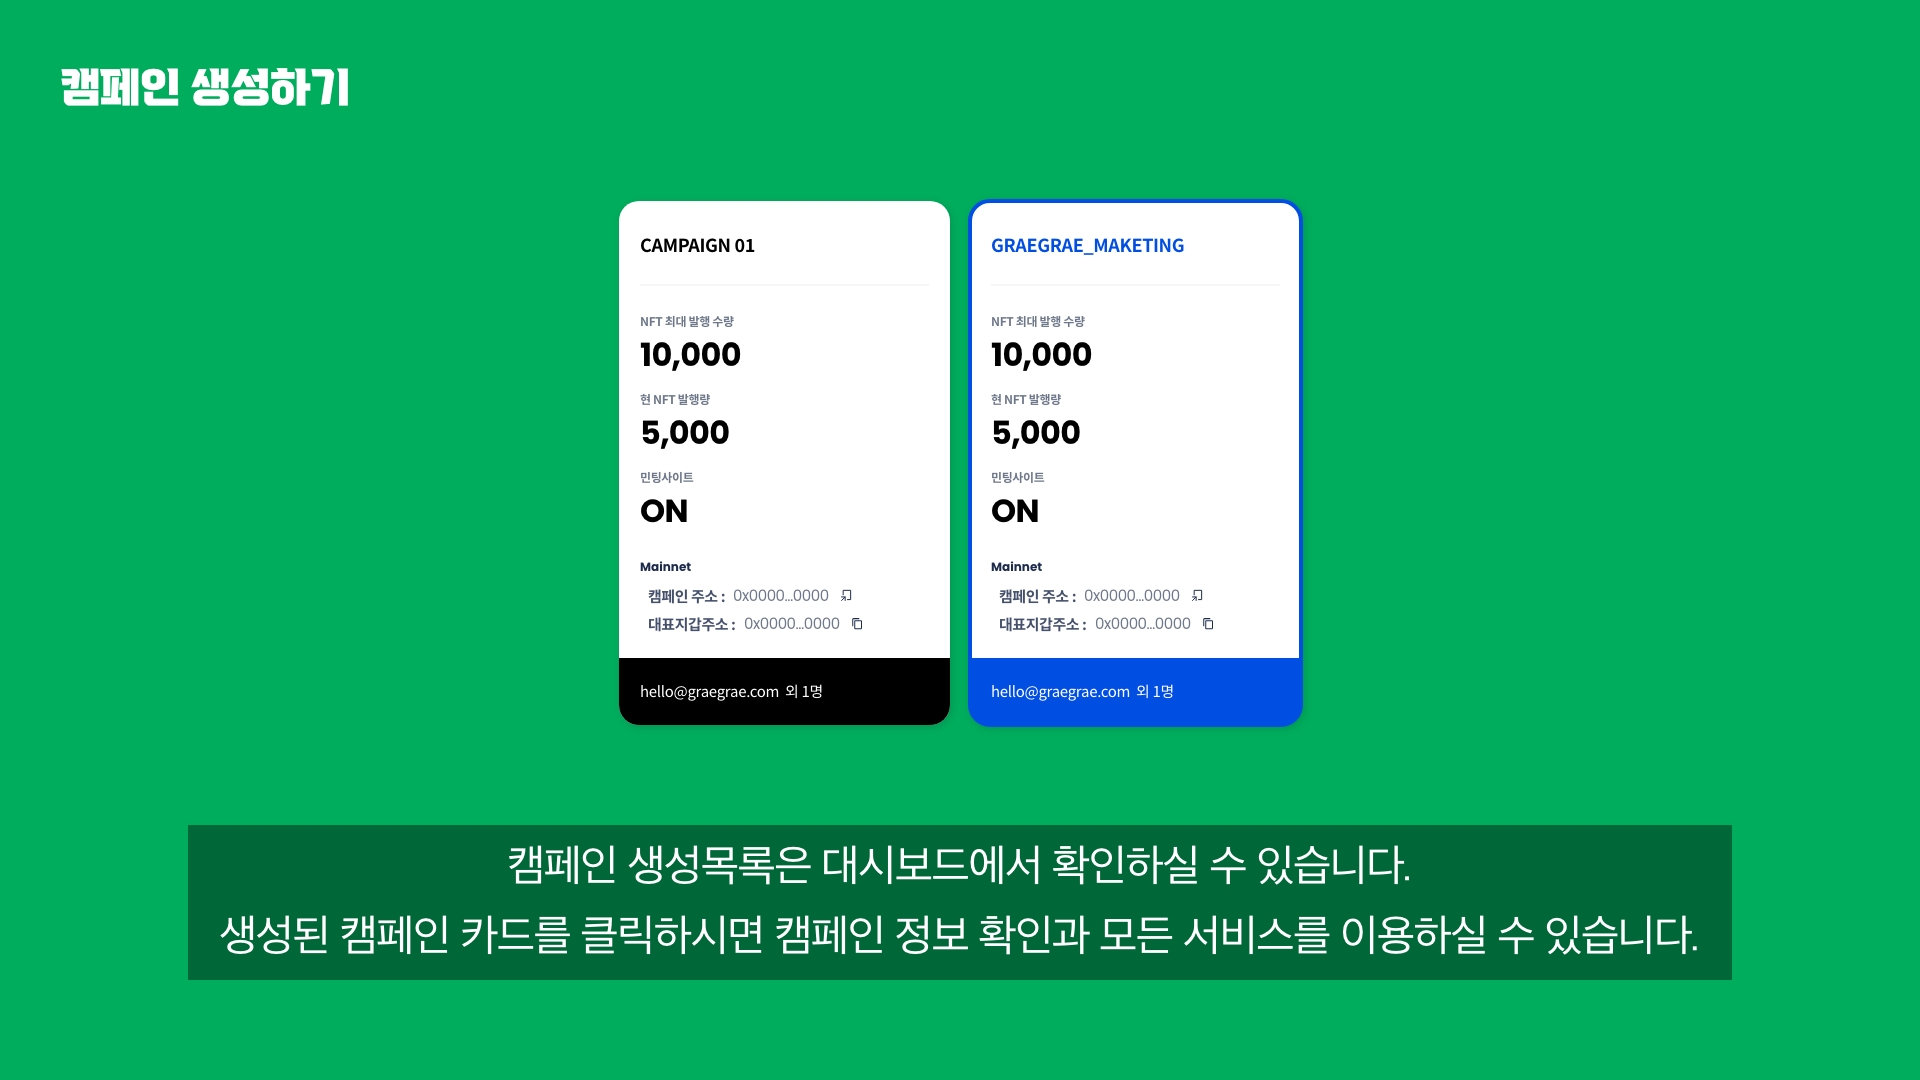 캠페인 생성하기
CAMPAIGN 01
NFT 최대 발행 수량
10,000
현 NFT 발행량
5,000
민팅사이트
ON
Mainnet
캠페인 주소 : 0x0000...0000
대표지갑주소 : 0x0000...0000
hello@graegrae.com 외 1명
GRAEGRAE_MAKETING
NFT 최대 발행 수량
10,000
현 NFT 발행량
5,000
민팅사이트
ON
Mainnet
캠페인 주소 : 0x0000...0000
대표지갑주소 : 0x0000...0000
hello@graegrae.com 외 1명
캠페인 생성목록은 대시보드에서 확인하실 수 있습니다.
생성된 캠페인 카드를 클릭하시면 캠페인 정보 확인과 모든 서비스를 이용하실 수 있습니다.